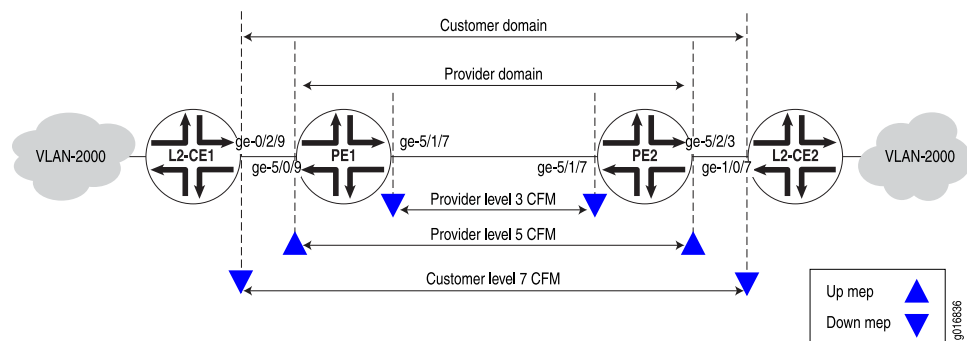 Customer domain
Provider domain
VLAN-2000
L2-CE1
ge-0/2/9
ge-5/0/9
PE1
ge-5/1/7
ge-5/1/7
PE2
ge-5/2/3
ge-1/0/7
L2-CE2
VLAN-2000
Provider level 3 CFM
Provider level 5 CFM
Customer level 7 CFM
Up mep
Down mep
g016836